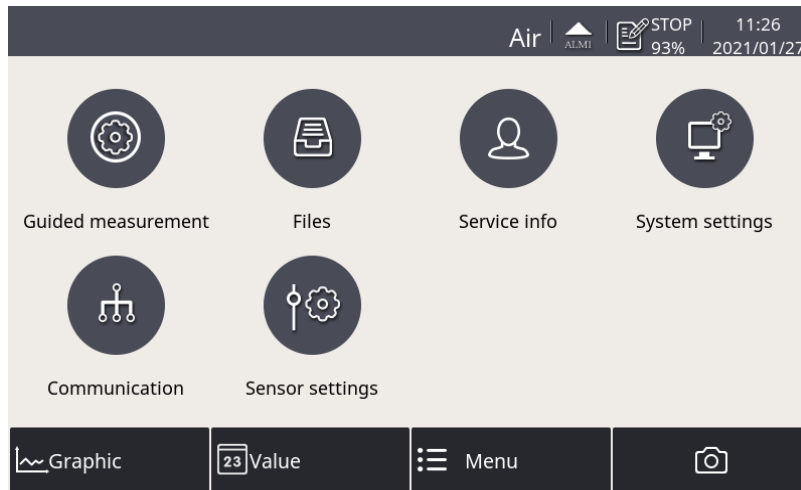 Air
ALM1
STOP
93%
11:26
2021/01/27
Guided measurement
Files
Service info
System settings
Communication
Sensor settings
Graphic
23 Value
Menu